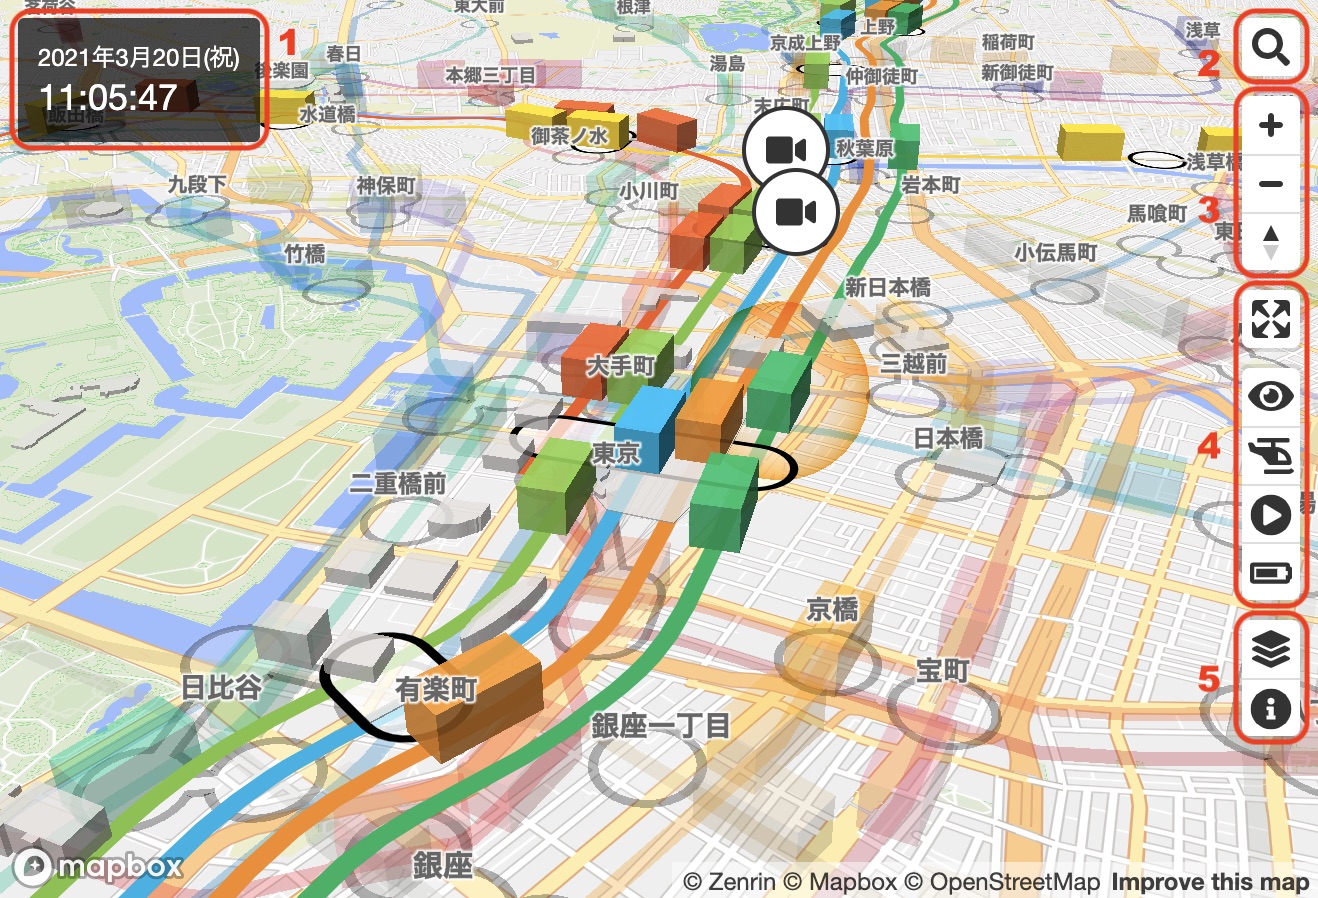 茗荷谷
東大前
根津
上野
浅草
2021年3月20日(祝)
11:05:47
1
後楽園
春日
本郷三丁目
湯島
京成上野
仲御徒町
稲荷町
新御徒町
2
飯田橋
水道橋
御茶ノ水
末広町
秋葉原
浅草橋
九段下
神保町
小川町
岩本町
馬喰町
3
竹橋
小伝馬町
新日本橋
大手町
三越前
東京
日本橋
4
二重橋前
京橋
日比谷
有楽町
宝町
5
銀座一丁目
銀座
mapbox
© Zenrin © Mapbox © OpenStreetMap Improve this map